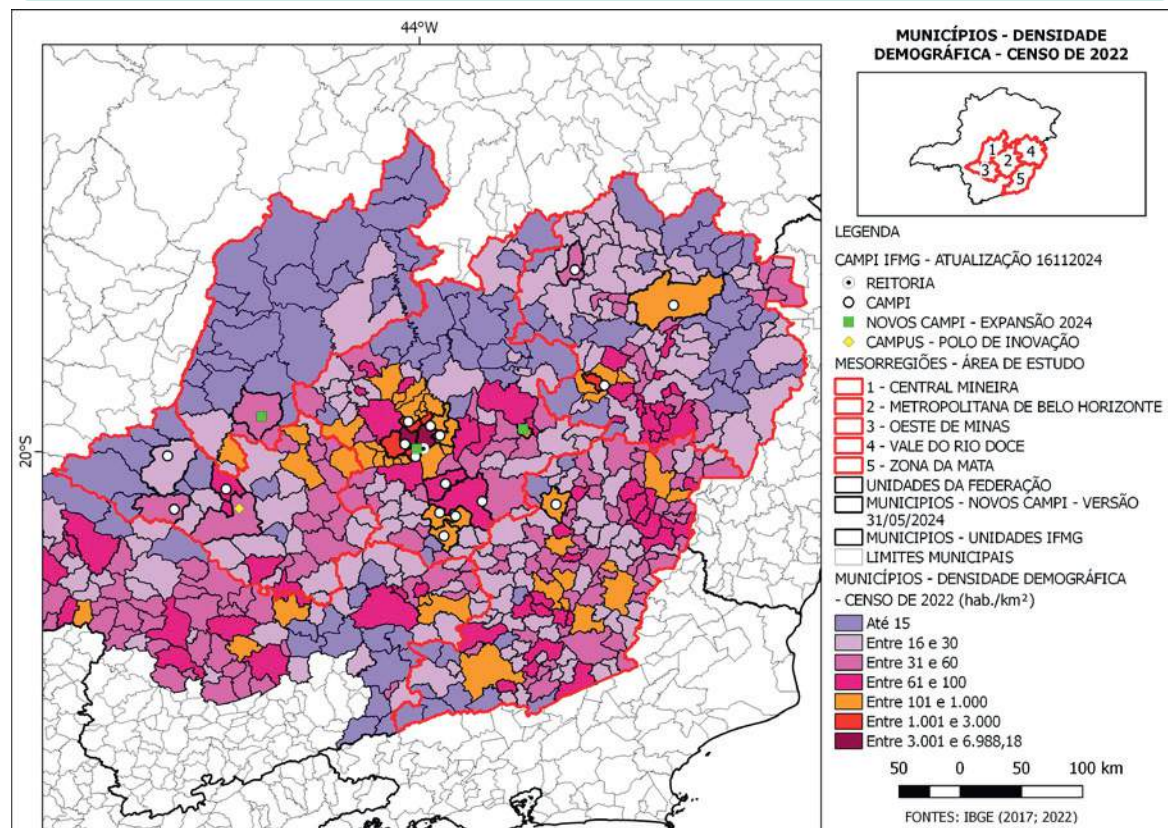 44°W
20°S
MUNICÍPIOS - DENSIDADE
DEMOGRÁFICA - CENSO DE 2022
1
2
3
4
5
LEGENDA
CAMPI IFMG - ATUALIZAÇÃO 16112024
REITORIA
CAMPI
NOVOS CAMPI - EXPANSÃO 2024
CAMPUS - POLO DE INOVAÇÃO
MESORREGIÕES - ÁREA DE ESTUDO
1 - CENTRAL MINEIRA
2 - METROPOLITANA DE BELO HORIZONTE
3 - OESTE DE MINAS
4 - VALE DO RIO DOCE
5 - ZONA DA MATA
UNIDADES DA FEDERAÇÃO
MUNICIPIOS - NOVOS CAMPI - VERSÃO
31/05/2024
MUNICIPIOS - UNIDADES IFMG
LIMITES MUNICIPAIS
MUNICÍPIOS - DENSIDADE DEMOGRÁFICA
- CENSO DE 2022 (hab./km²)
Até 15
Entre 16 e 30
Entre 31 e 60
Entre 61 e 100
Entre 101 e 1.000
Entre 1.001 e 3.000
Entre 3.001 e 6.988,18
50 0 50 100 km
FONTES: IBGE (2017; 2022)